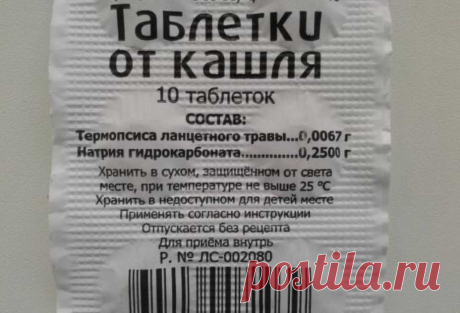 Таблетки
от кашля
10 таблеток
СОСТАВ:
Термопсиса ланцетного травы...0,0067 г
Натрия гидрокарбоната..............0,2500 г
Хранить в сухом, защищённом от света
месте, при температуре не выше 25 °С
Хранить в недоступном для детей месте
Применять согласно инструкции
Отпускается без рецепта
Для приёма внутрь
Р. № ЛС-002080
postila.ru